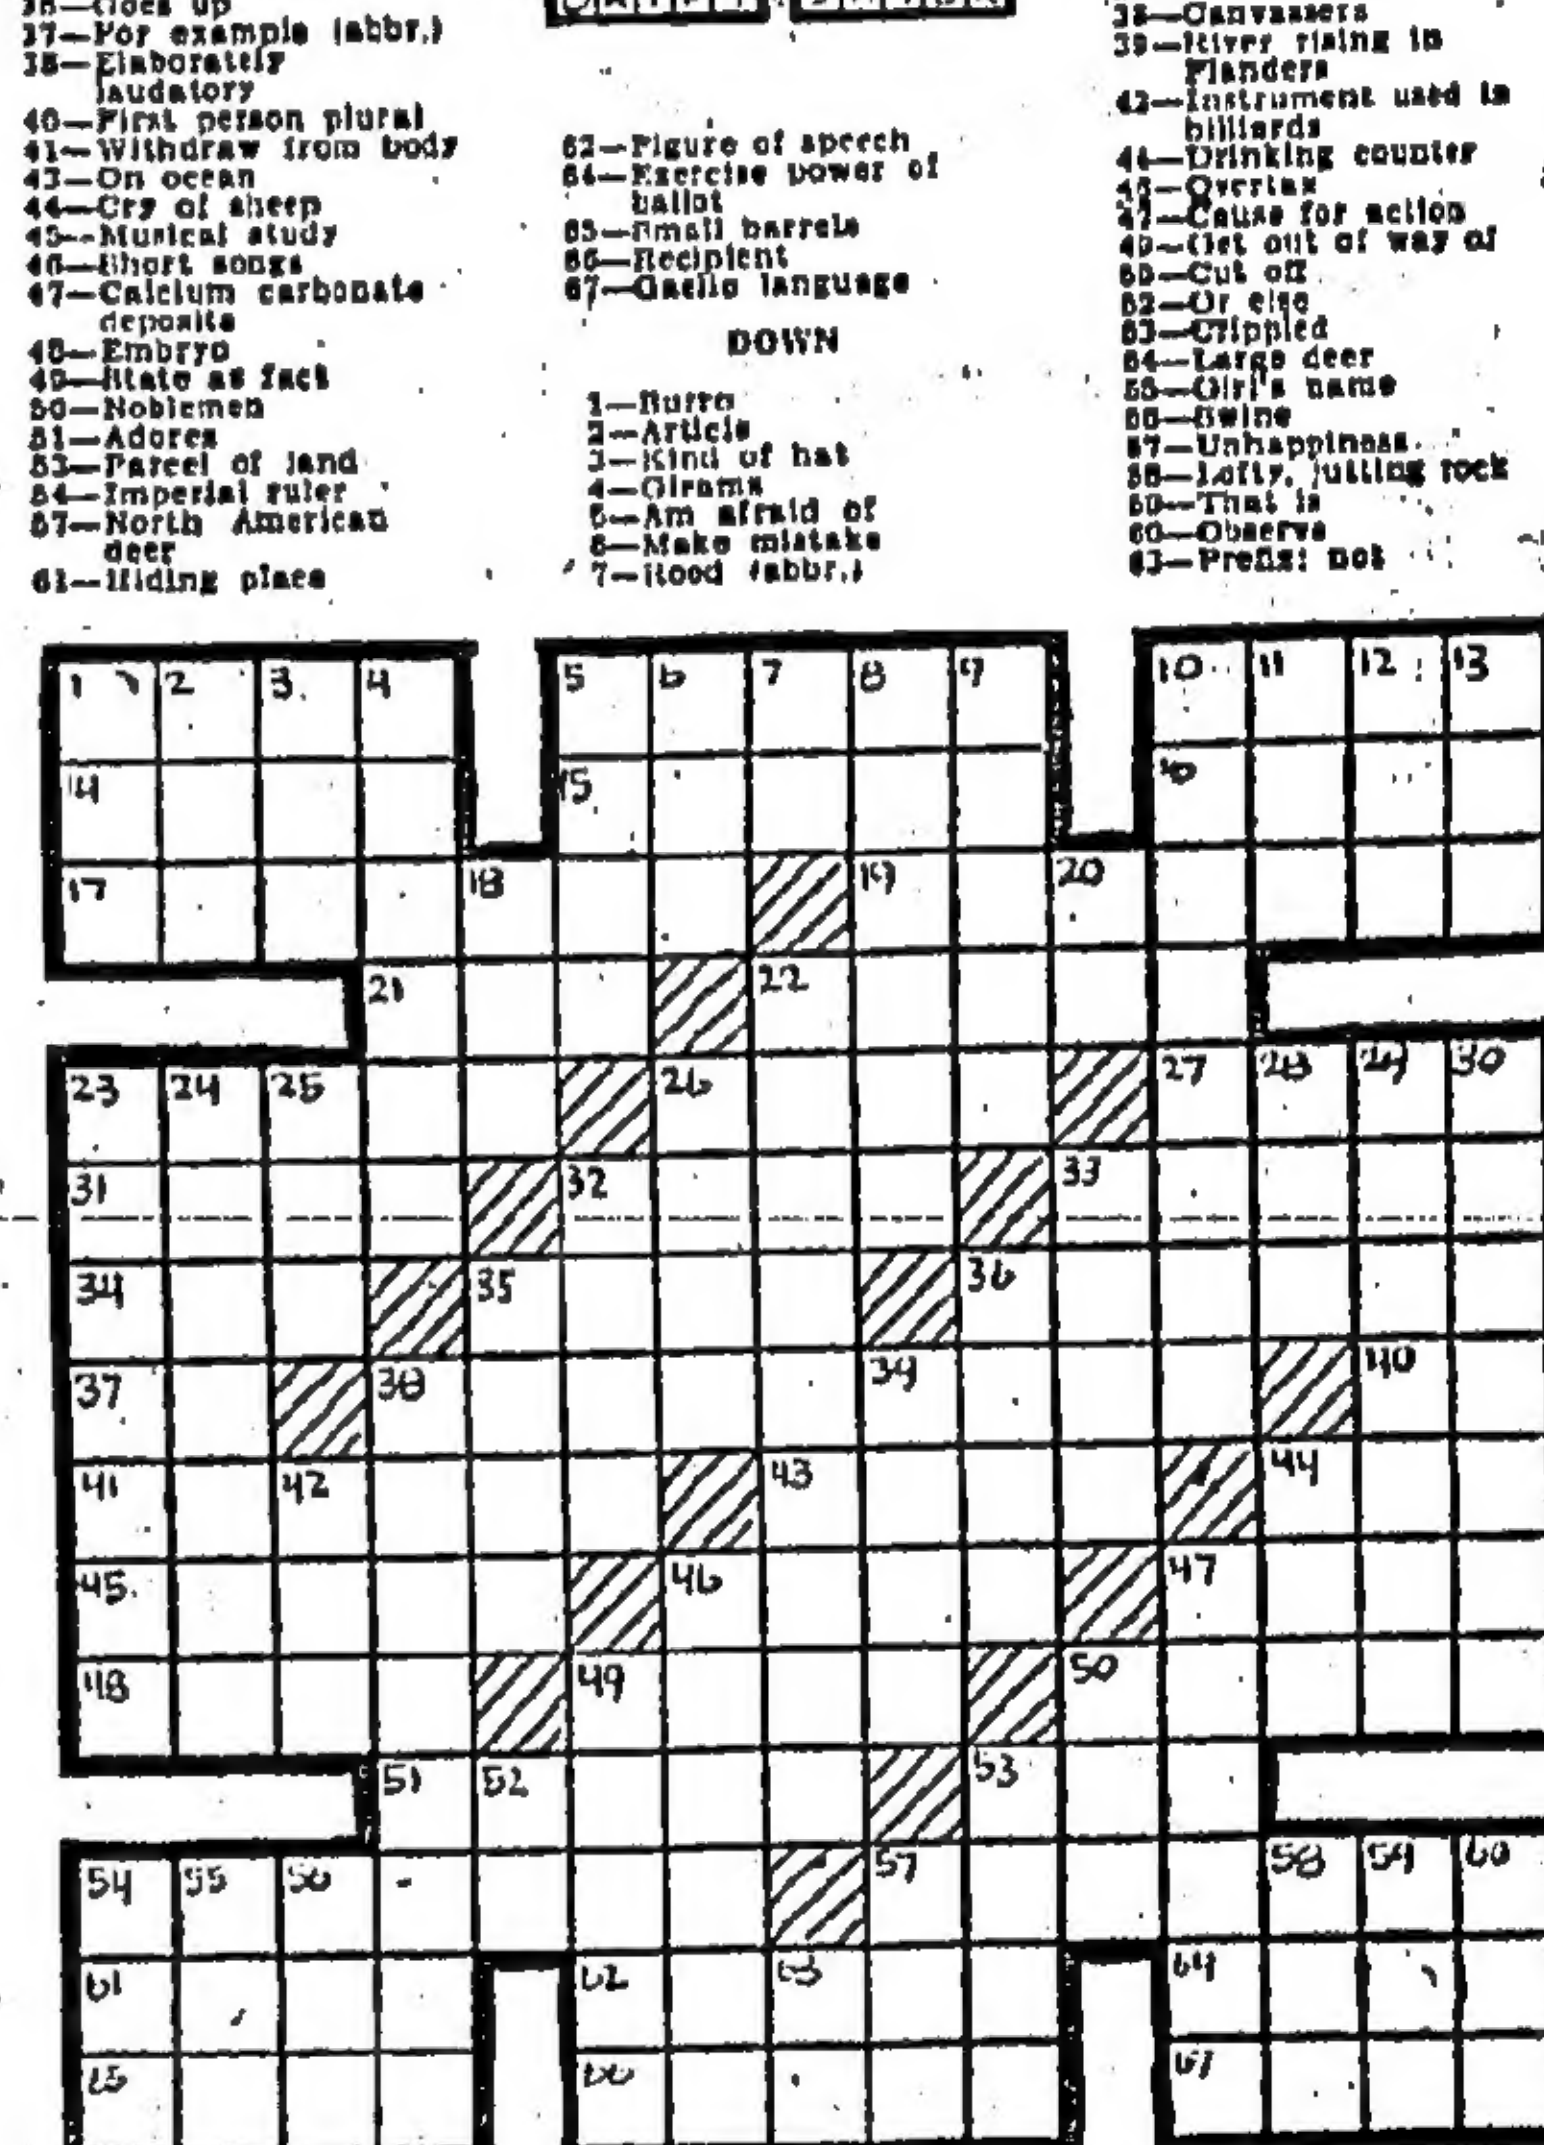 36—Goes up
37—For example (abbr.)
38—Elaborately
laudatory
40—First person plural
41—Withdraw from body
43—On ocean
44—Cry of sheep
45—Musical study
46—Short songs
47—Calcium carbonate
deposits
48—Embryo
49—State as fact
50—Noblemen
51—Adores
53—Parcel of land
54—Imperial ruler
57—North American
deer
61—Hiding place
62—Figure of speech
64—Exercise power of
ballot
65—Small barrels
66—Recipient
67—Gaelic language
DOWN
1—Burro
2—Article
3—Kind of hat
4—Girams
5—Am afraid of
6—Make mistake
7—Rood (abbr.)
38—Canvassers
39—River rising in
Flanders
42—Instrument used in
billiards
44—Drinking counter
46—Overtax
47—Cause for action
49—Get out of way of
50—Cut off
52—Or else
53—Crippled
54—Large deer
55—Girl's name
56—Swine
57—Unhappiness
58—Lofty, jutting rock
59—That is
60—Observe
63—Prefix: not
1 2 3 4 5 6 7 8 9 10 11 12 13
14 15 16
17 18 19 20
21 22
23 24 25 26 27 28 29 30
31 32 33
34 35 36
37 38 39 40
41 42 43 44
45 46 47
48 49 50
51 52 53
54 55 56 57 58 59 60
61 62 63 64
65 66 67